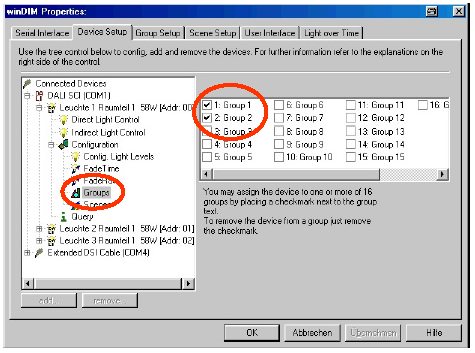 winDIM Properties:
Serial Interface Device Setup Group Setup Scene Setup User Interface Light over Time
Use the tree control below to config, add and remove the devices. For further information refer to the explanations on the
right side of the control.
Connected Devices
DALI SCI (COM1)
Leuchte 1 Raumteil 1 58W [Addr: 00]
Direct Light Control
Indirect Light Control
Configuration
Config. Light Levels
FadeTime
Groups
Query
Leuchte 2 Raumteil 1 58W [Addr: 01]
Leuchte 3 Raumteil 1 58W [Addr: 02]
Extended DSI Cable (COM4)
add... remove...
1: Group 1 6: Group 6 11: Group 11 16: G
2: Group 2 7: Group 7 12: Group 12
3: Group 3 8: Group 8 13: Group 13
4: Group 4 9: Group 9 14: Group 14
5: Group 5 10: Group 10 15: Group 15
You may assign the device to one or more of 16
groups by placing a checkmark next to the group
text.
To remove the device from a group just remove
the checkmark.
OK Abbrechen Übernehmen Hilfe